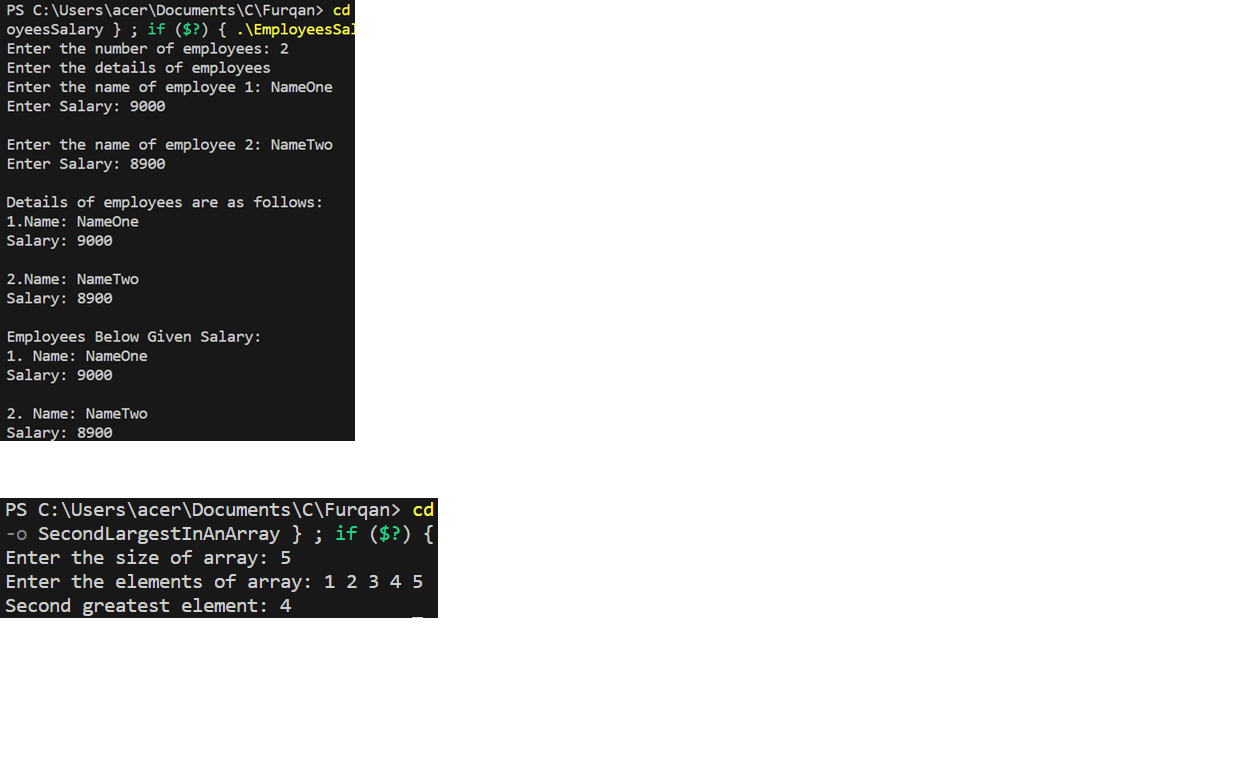 PS C:\Users\acer\Documents\C\Furqan> cd
oyeesSalary } ; if ($?) { .\EmployeesSal
Enter the number of employees: 2
Enter the details of employees
Enter the name of employee 1: NameOne
Enter Salary: 9000
Enter the name of employee 2: NameTwo
Enter Salary: 8900
Details of employees are as follows:
1.Name: NameOne
Salary: 9000
2.Name: NameTwo
Salary: 8900
Employees Below Given Salary:
1. Name: NameOne
Salary: 9000
2. Name: NameTwo
Salary: 8900
PS C:\Users\acer\Documents\C\Furqan> cd
-o SecondLargestInAnArray } ; if ($?) {
Enter the size of array: 5
Enter the elements of array: 1 2 3 4 5
Second greatest element: 4